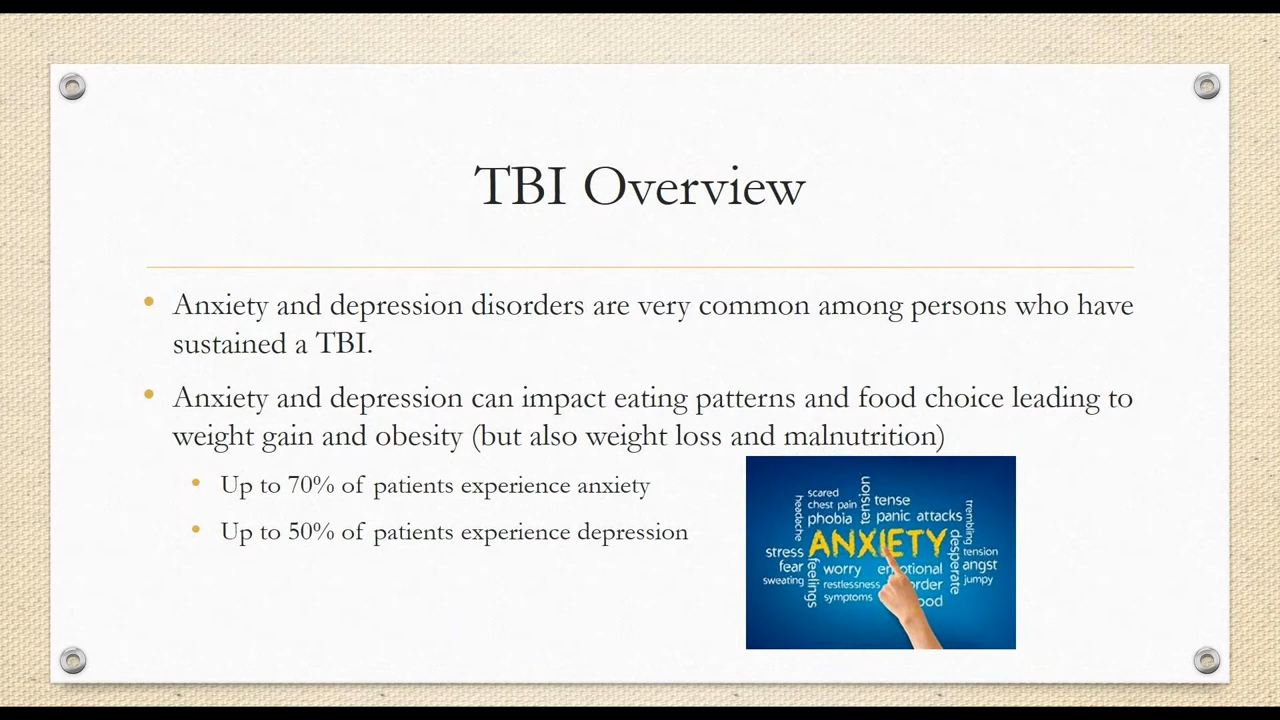 TBI Overview
Anxiety and depression disorders are very common among persons who have
sustained a TBI.
Anxiety and depression can impact eating patterns and food choice leading to
weight gain and obesity (but also weight loss and malnutrition)
Up to 70% of patients experience anxiety
Up to 50% of patients experience depression
scared
chest pain
headache
tension
tense
phobia
panic attacks
trembling
ANXIETY
stress
desperate
tension
fear
feelings
worry
angst
sweating
restlessness
jumpy
symptoms